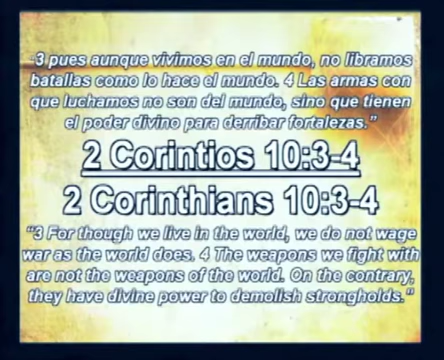 "3 pues aunque vivimos en el mundo, no libramos
batallas como lo hace el mundo. 4 Las armas con
que luchamos no son del mundo, sino que tienen
el poder divino para derribar fortalezas."
2 Corintios 10:3-4
2 Corinthians 10:3-4
"3 For though we live in the world, we do not wage
war as the world does. 4 The weapons we fight with
are not the weapons of the world. On the contrary,
they have divine power to demolish strongholds."